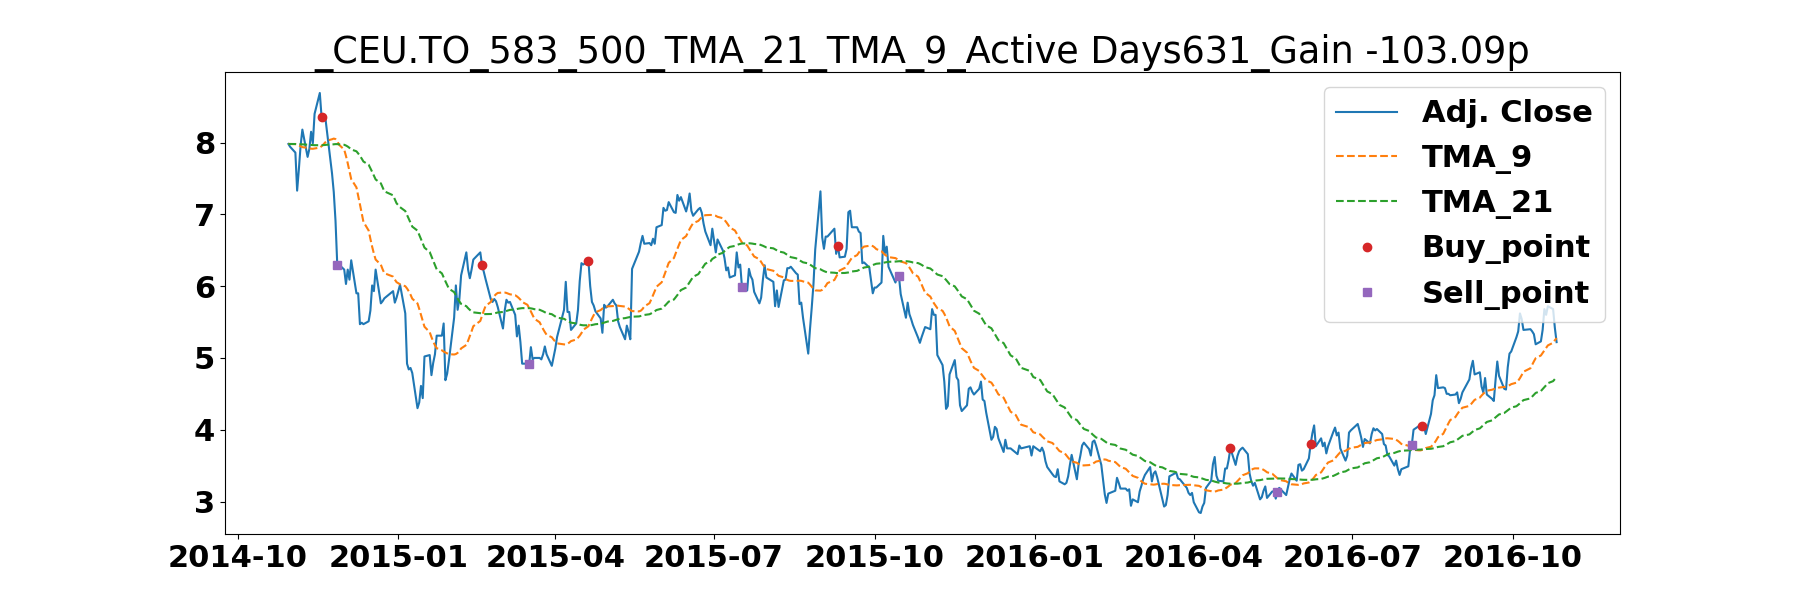 _CEU.TO_583_500_TMA_21_TMA_9_Active Days631_Gain -103.09p
Adj. Close
TMA_9
TMA_21
Buy_point
Sell_point
8
7
6
5
4
3
2014-10 2015-01 2015-04 2015-07 2015-10 2016-01 2016-04 2016-07 2016-10